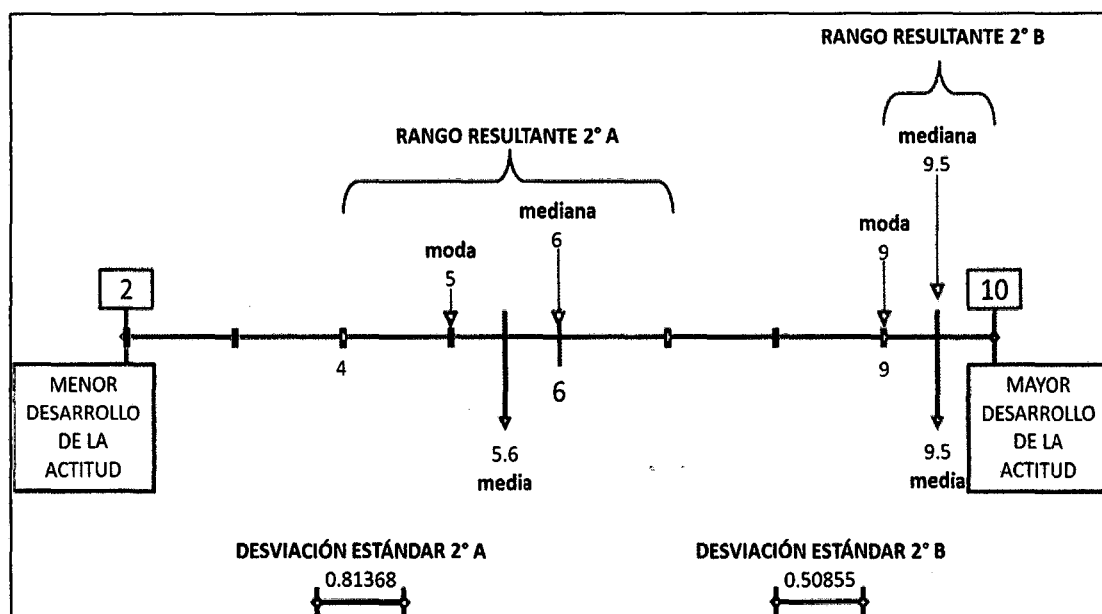 RANGO RESULTANTE 2° B
RANGO RESULTANTE 2° A
mediana
9.5
mediana
6
moda
5
moda
9
2
10
4
6
9
MENOR
DESARROLLO
DE LA
ACTITUD
MAYOR
DESARROLLO
DE LA
ACTITUD
5.6
media
9.5
media
DESVIACIÓN ESTÁNDAR 2° A
0.81368
DESVIACIÓN ESTÁNDAR 2° B
0.50855